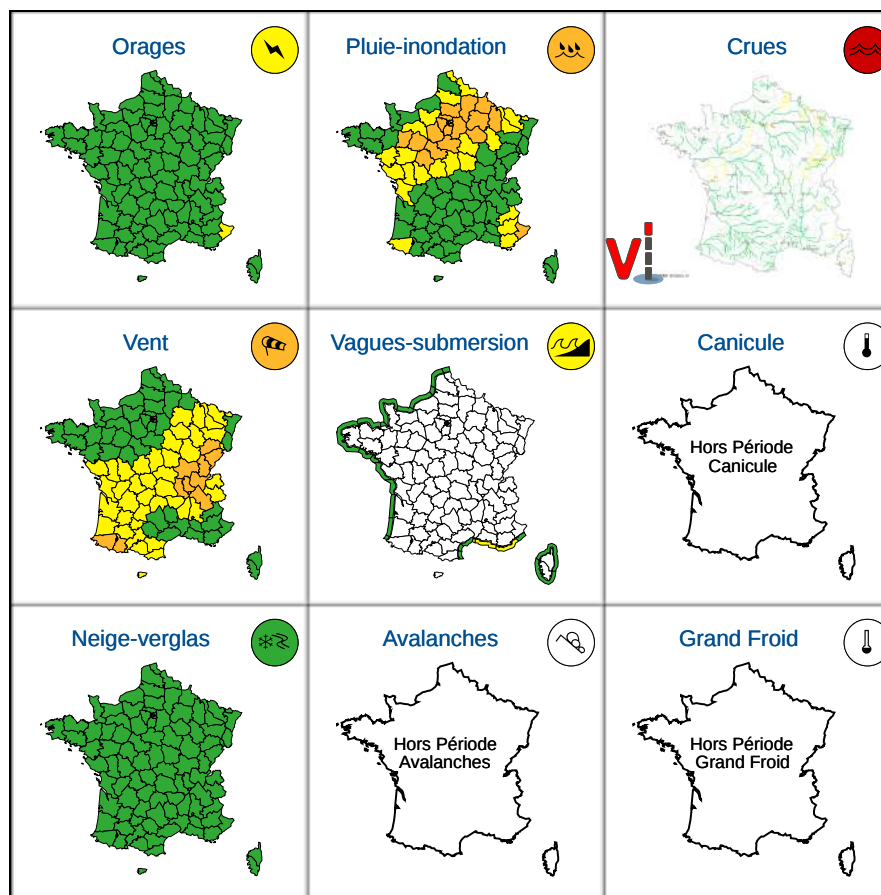 Orages
Pluie-inondation
Crues
Vi
Vent
Vagues-submersion
Canicule
Hors Période
Canicule
Neige-verglas
Avalanches
Grand Froid
Hors Période
Avalanches
Hors Période
Grand Froid